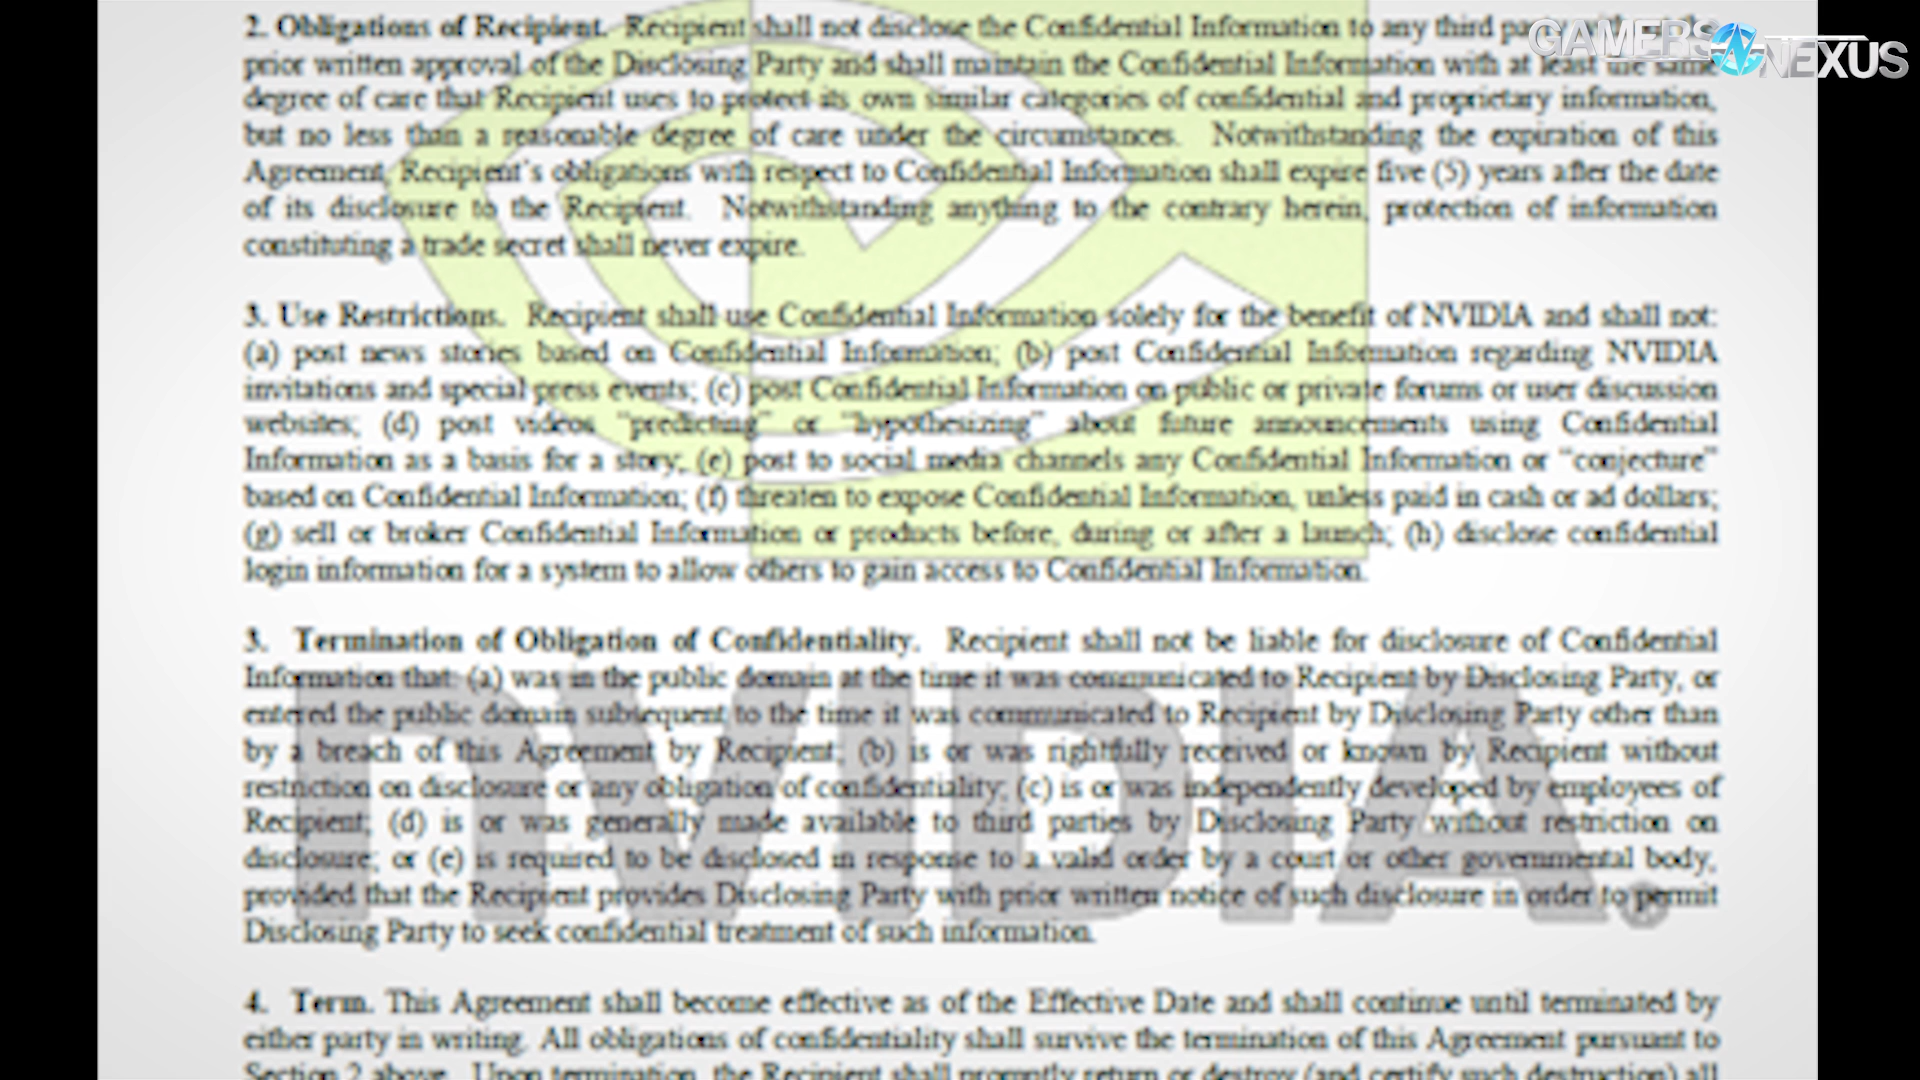 GAMERS NEXUS
2. Obligations of Recipient. Recipient shall not disclose the Confidential Information to any third
prior written approval of the Disclosing Party and shall maintain the Confidential Information with at least the same
degree of care that Recipient uses to protect its own similar categories of confidential and proprietary information,
but no less than a reasonable degree of care under the circumstances. Notwithstanding the expiration of this
Agreement, Recipient's obligations with respect to Confidential Information shall expire five (5) years after the date
of its disclosure to the Recipient. Notwithstanding anything to the contrary herein, protection of information
constituting a trade secret shall never expire.
3. Use Restrictions. Recipient shall use Confidential Information solely for the benefit of NVIDIA and shall not:
(a) post news stories based on Confidential Information; (b) post Confidential Information regarding NVIDIA
invitations and special press events; (c) post Confidential Information on public or private forums or user discussion
websites; (d) post videos "predicting" or "hypothesizing" about future announcements using Confidential
Information as a basis for a story; (e) post to social media channels any Confidential Information or "conjecture"
based on Confidential Information; (f) threaten to expose Confidential Information, unless paid in cash or ad dollars;
(g) sell or broker Confidential Information or products before, during or after a launch; (h) disclose confidential
login information for a system to allow others to gain access to Confidential Information.
3. Termination of Obligation of Confidentiality. Recipient shall not be liable for disclosure of Confidential
Information that: (a) was in the public domain at the time it was communicated to Recipient by Disclosing Party, or
entered the public domain subsequent to the time it was communicated to Recipient by Disclosing Party other than
by a breach of this Agreement by Recipient; (b) is or was rightfully received or known by Recipient without
restriction on disclosure or any obligation of confidentiality; (c) is or was independently developed by employees of
Recipient; (d) is or was generally made available to third parties by Disclosing Party without restriction on
disclosure; or (e) is required to be disclosed in response to a valid order by a court or other governmental body,
provided that the Recipient provides Disclosing Party with prior written notice of such disclosure in order to permit
Disclosing Party to seek confidential treatment of such information.
nVIDIA.®
4. Term. This Agreement shall become effective as of the Effective Date and shall continue until terminated by
either party in writing. All obligations of confidentiality shall survive the termination of this Agreement pursuant to
Section 2 above. Upon termination, the Recipient shall promptly return or destroy (and certify such destruction) all